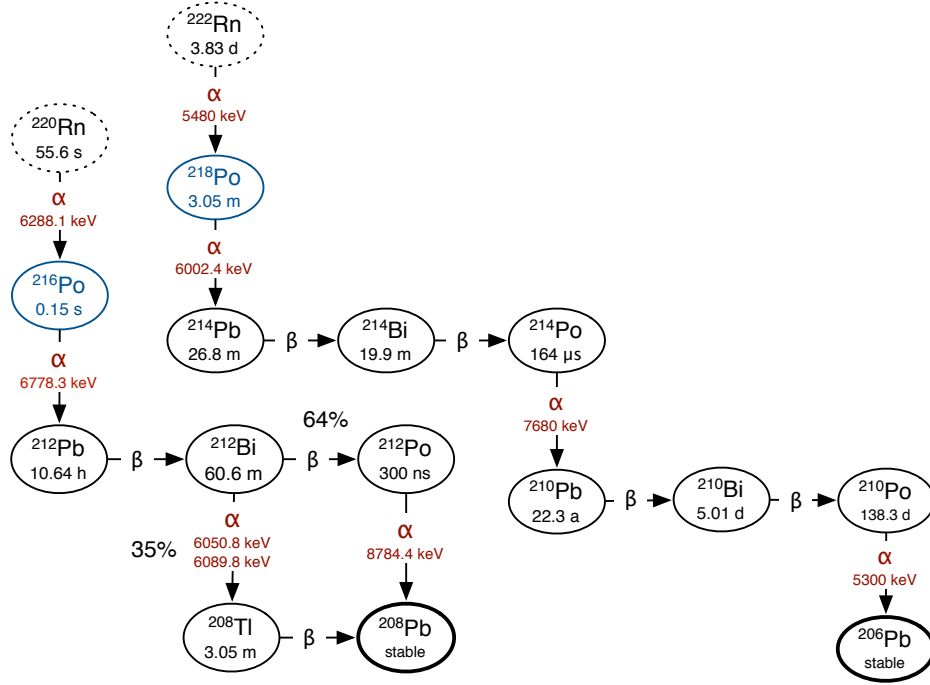 ²²²Rn
3.83 d
α
5480 keV
²²⁰Rn
55.6 s
α
6288.1 keV
²¹⁸Po
3.05 m
α
6002.4 keV
²¹⁶Po
0.15 s
α
6778.3 keV
²¹⁴Pb
26.8 m
β
²¹⁴Bi
19.9 m
β
²¹⁴Po
164 µs
α
7680 keV
²¹²Pb
10.64 h
β
²¹²Bi
60.6 m
64%
β
²¹²Po
300 ns
35%
α
6050.8 keV
6089.8 keV
α
8784.4 keV
²¹⁰Pb
22.3 a
β
²¹⁰Bi
5.01 d
β
²¹⁰Po
138.3 d
α
5300 keV
²⁰⁸Tl
3.05 m
β
²⁰⁸Pb
stable
²⁰⁶Pb
stable